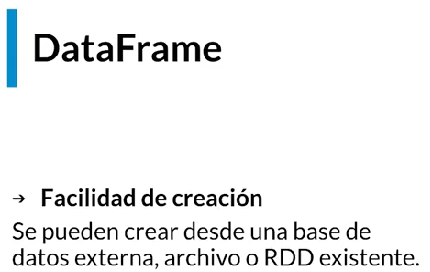 DataFrame
→ Facilidad de creación
Se pueden crear desde una base de
datos externa, archivo o RDD existente.